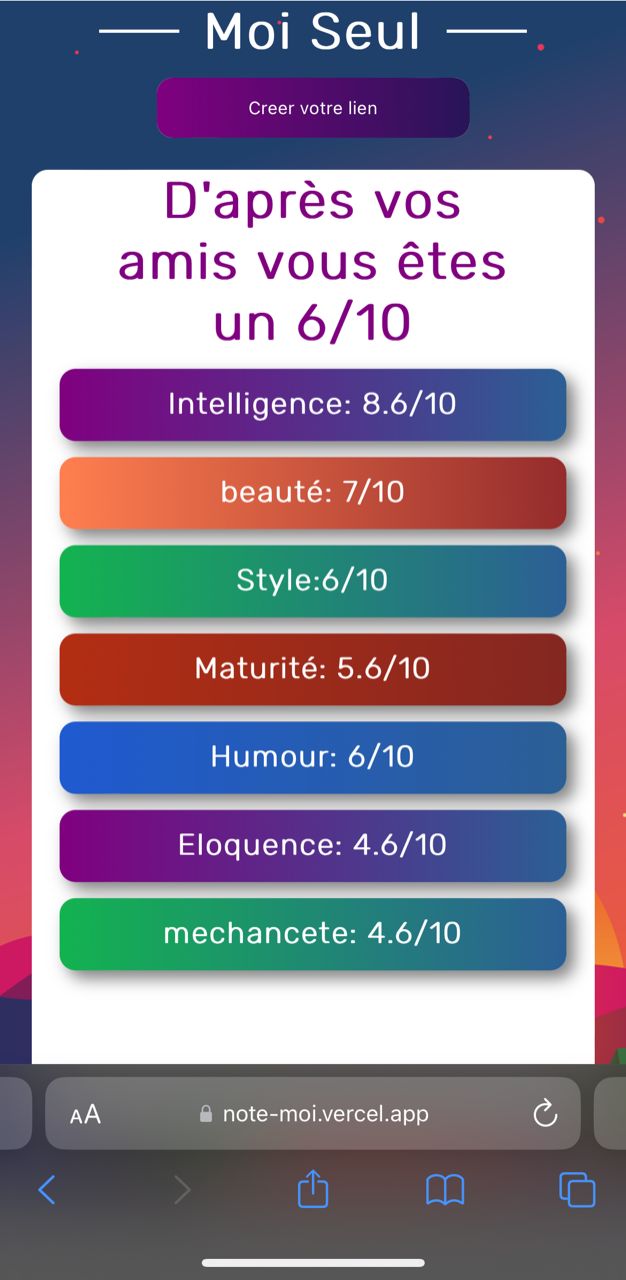 Moi Seul
Creer votre lien
D'après vos
amis vous êtes
un 6/10
Intelligence: 8.6/10
beauté: 7/10
Style:6/10
Maturité: 5.6/10
Humour: 6/10
Eloquence: 4.6/10
mechancete: 4.6/10
AA note-moi.vercel.app